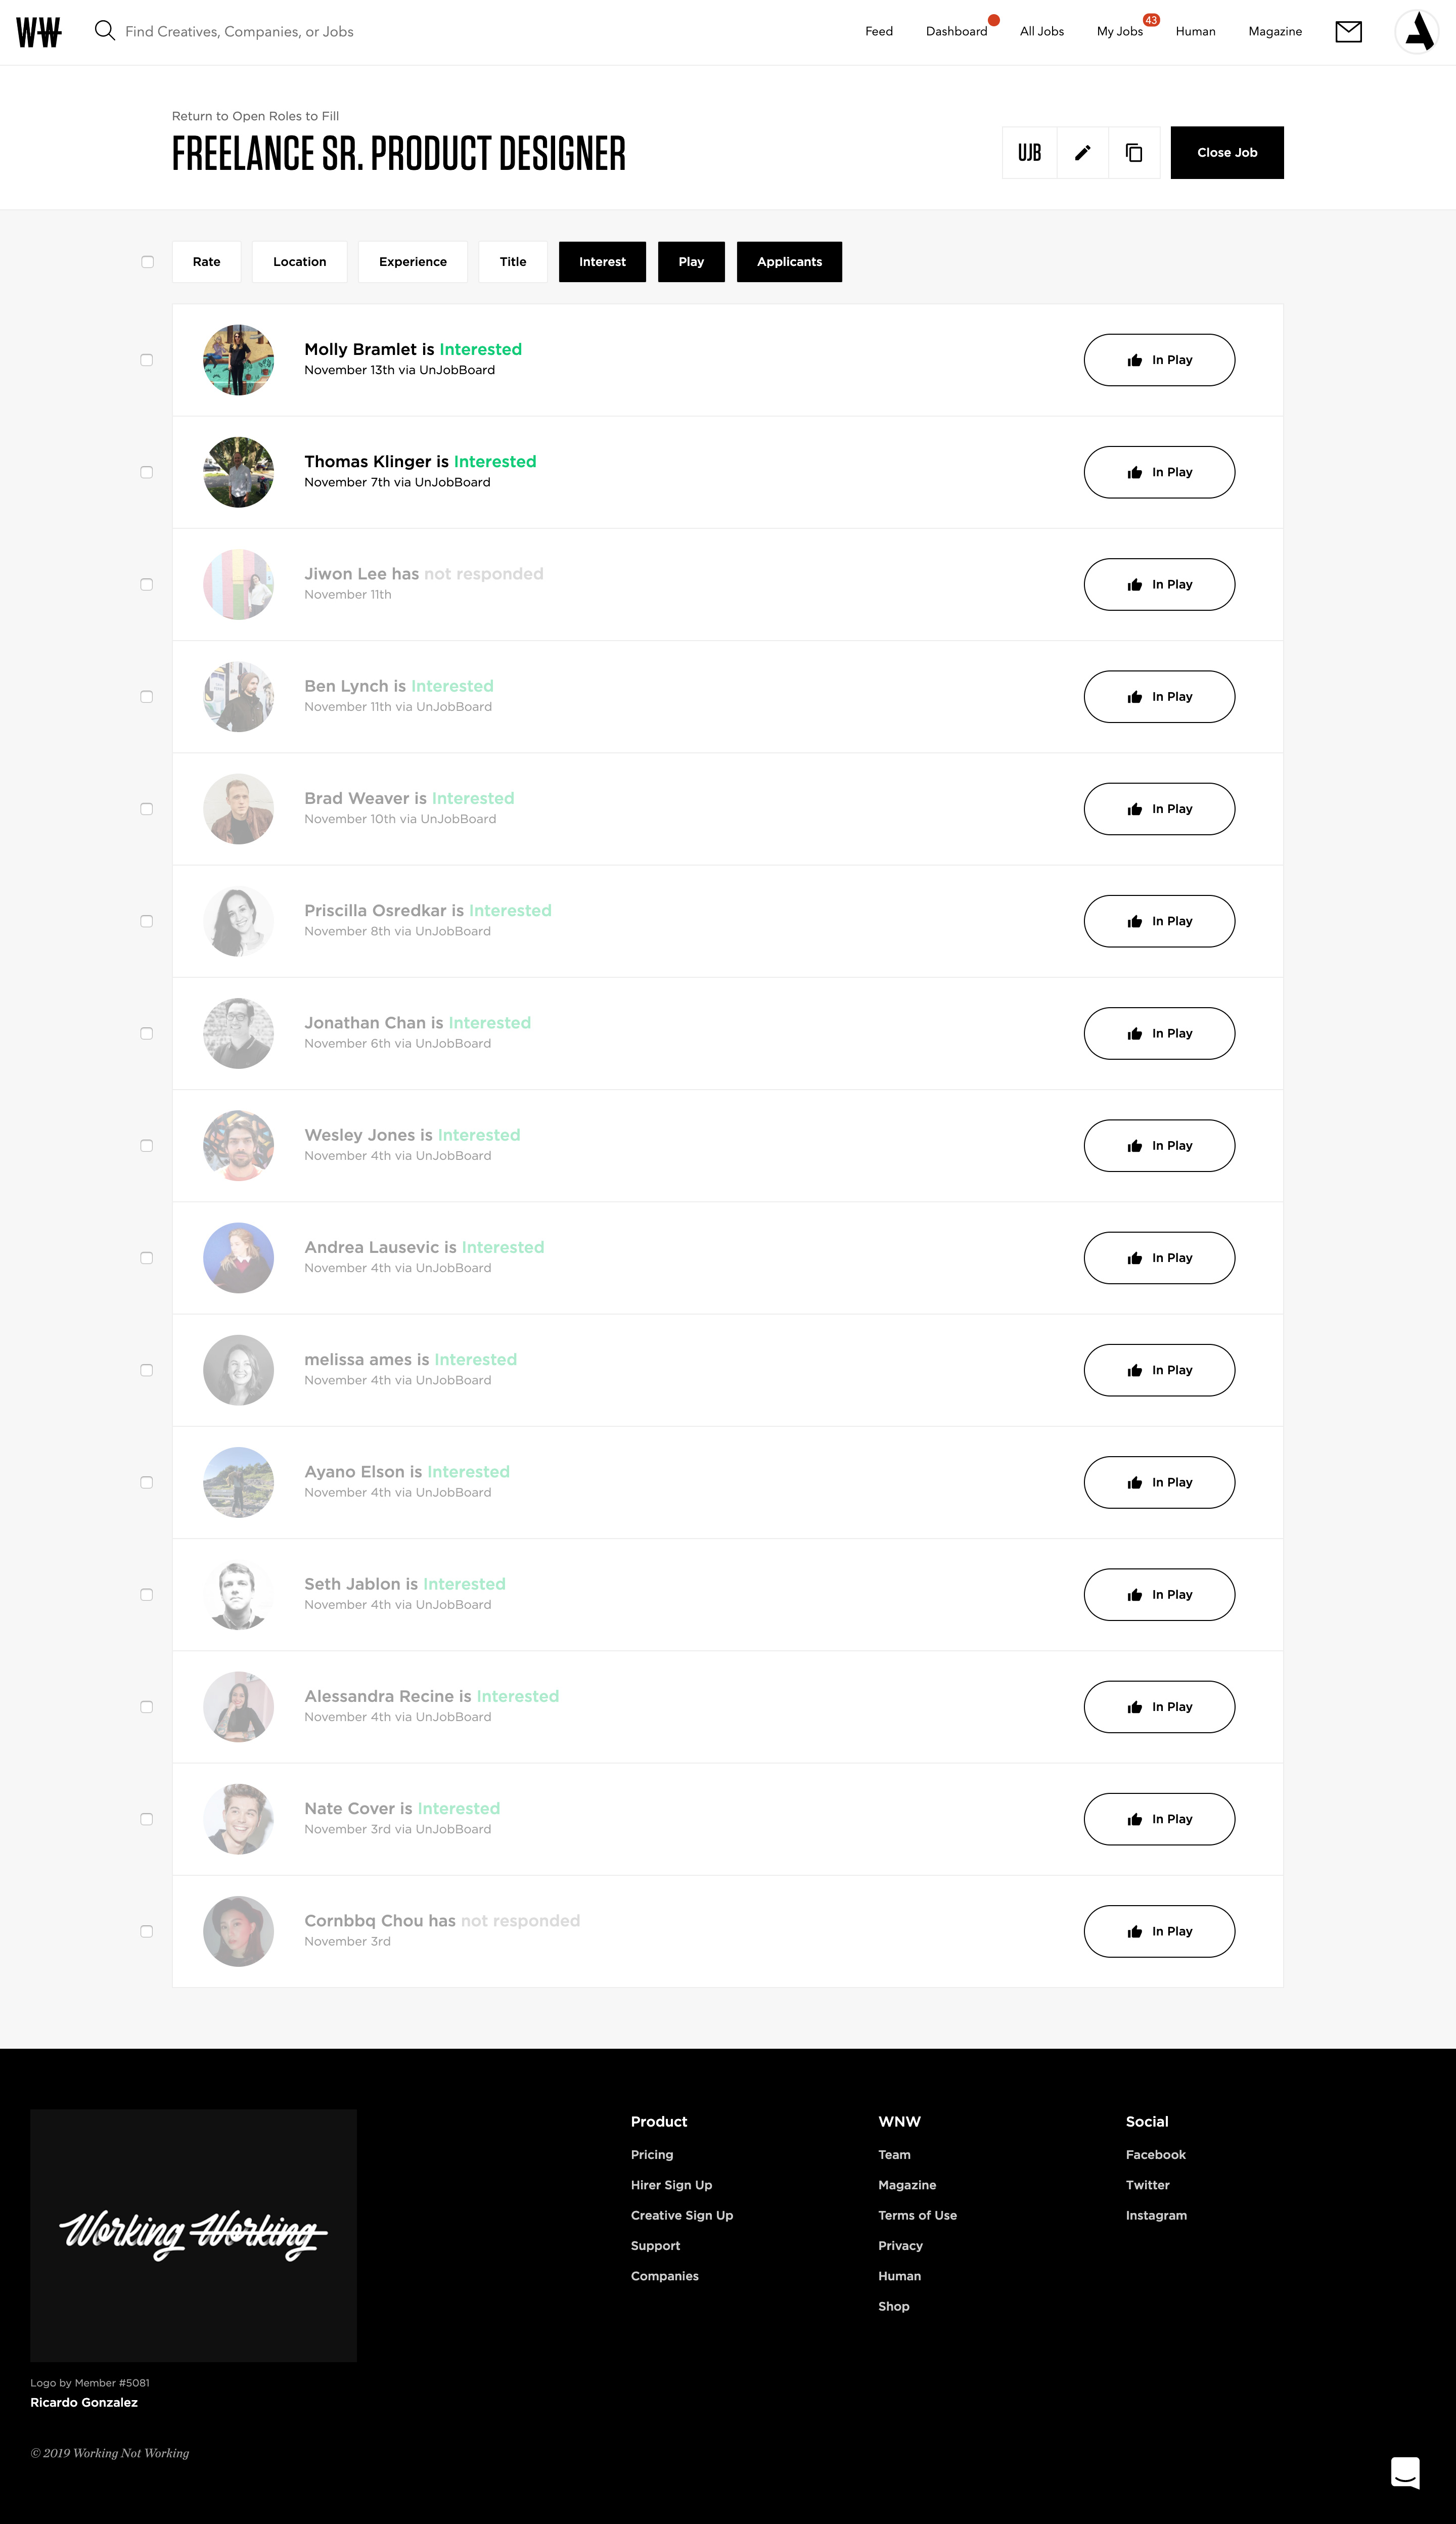 WW
Find Creatives, Companies, or Jobs
Feed
Dashboard
All Jobs
My Jobs
43
Human
Magazine
Return to Open Roles to Fill
FREELANCE SR. PRODUCT DESIGNER
UJB
Close Job
Rate
Location
Experience
Title
Interest
Play
Applicants
Molly Bramlet is Interested
November 13th via UnJobBoard
In Play
Thomas Klinger is Interested
November 7th via UnJobBoard
In Play
Jiwon Lee has not responded
November 11th
In Play
Ben Lynch is Interested
November 11th via UnJobBoard
In Play
Brad Weaver is Interested
November 10th via UnJobBoard
In Play
Priscilla Osredkar is Interested
November 8th via UnJobBoard
In Play
Jonathan Chan is Interested
November 6th via UnJobBoard
In Play
Wesley Jones is Interested
November 4th via UnJobBoard
In Play
Andrea Lausevic is Interested
November 4th via UnJobBoard
In Play
melissa ames is Interested
November 4th via UnJobBoard
In Play
Ayano Elson is Interested
November 4th via UnJobBoard
In Play
Seth Jablon is Interested
November 4th via UnJobBoard
In Play
Alessandra Recine is Interested
November 4th via UnJobBoard
In Play
Nate Cover is Interested
November 3rd via UnJobBoard
In Play
Cornbbq Chou has not responded
November 3rd
In Play
Working Working
Logo by Member #5081
Ricardo Gonzalez
© 2019 Working Not Working
Product
Pricing
Hirer Sign Up
Creative Sign Up
Support
Companies
WNW
Team
Magazine
Terms of Use
Privacy
Human
Shop
Social
Facebook
Twitter
Instagram